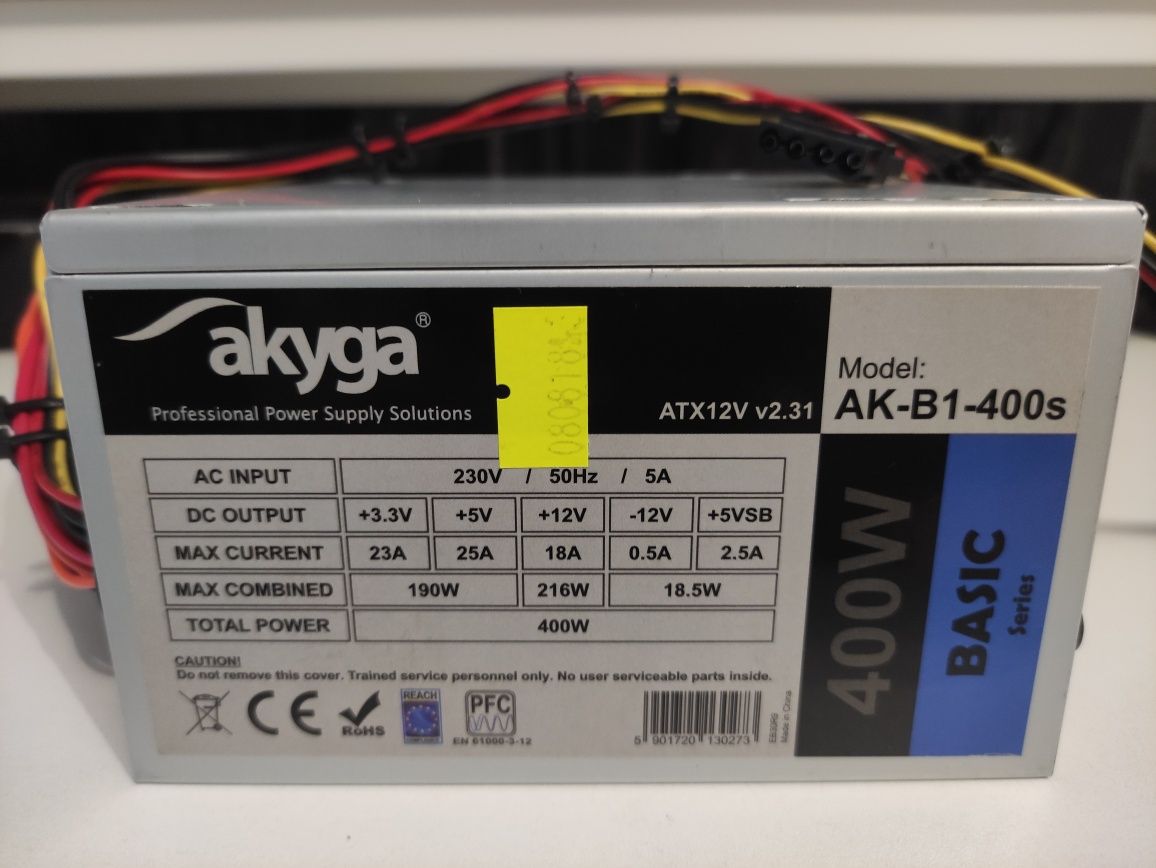 akyga®
Professional Power Supply Solutions
ATX12V v2.31
Model:
AK-B1-400s
AC INPUT 230V / 50Hz / 5A
DC OUTPUT +3.3V +5V +12V -12V +5VSB
MAX CURRENT 23A 25A 18A 0.5A 2.5A
MAX COMBINED 190W 216W 18.5W
TOTAL POWER 400W
400W
BASIC
Series
CAUTION!
Do not remove this cover. Trained service personnel only. No user serviceable parts inside.
CE
RoHS
REACH
COMPLIANT
PFC
EN 61000-3-12
5 901720 130273
Made in China